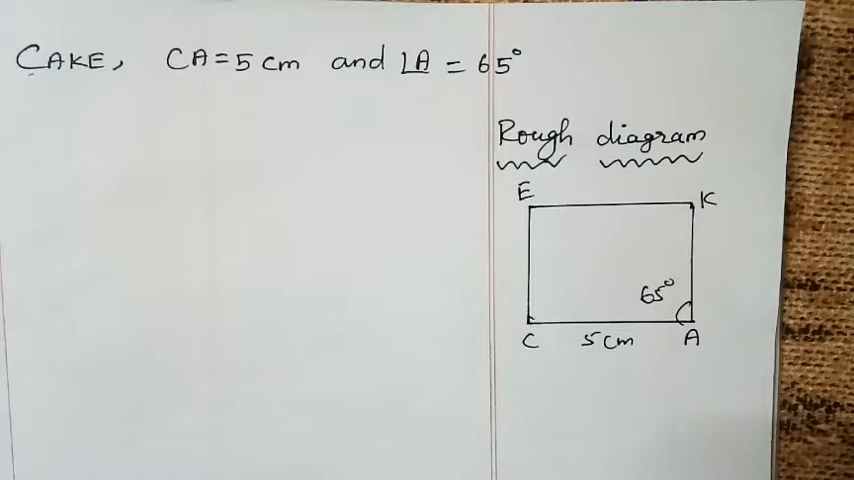 CAKE, CA = 5 cm and ∠A = 65°
Rough diagram
E
K
65°
C
5 cm
A